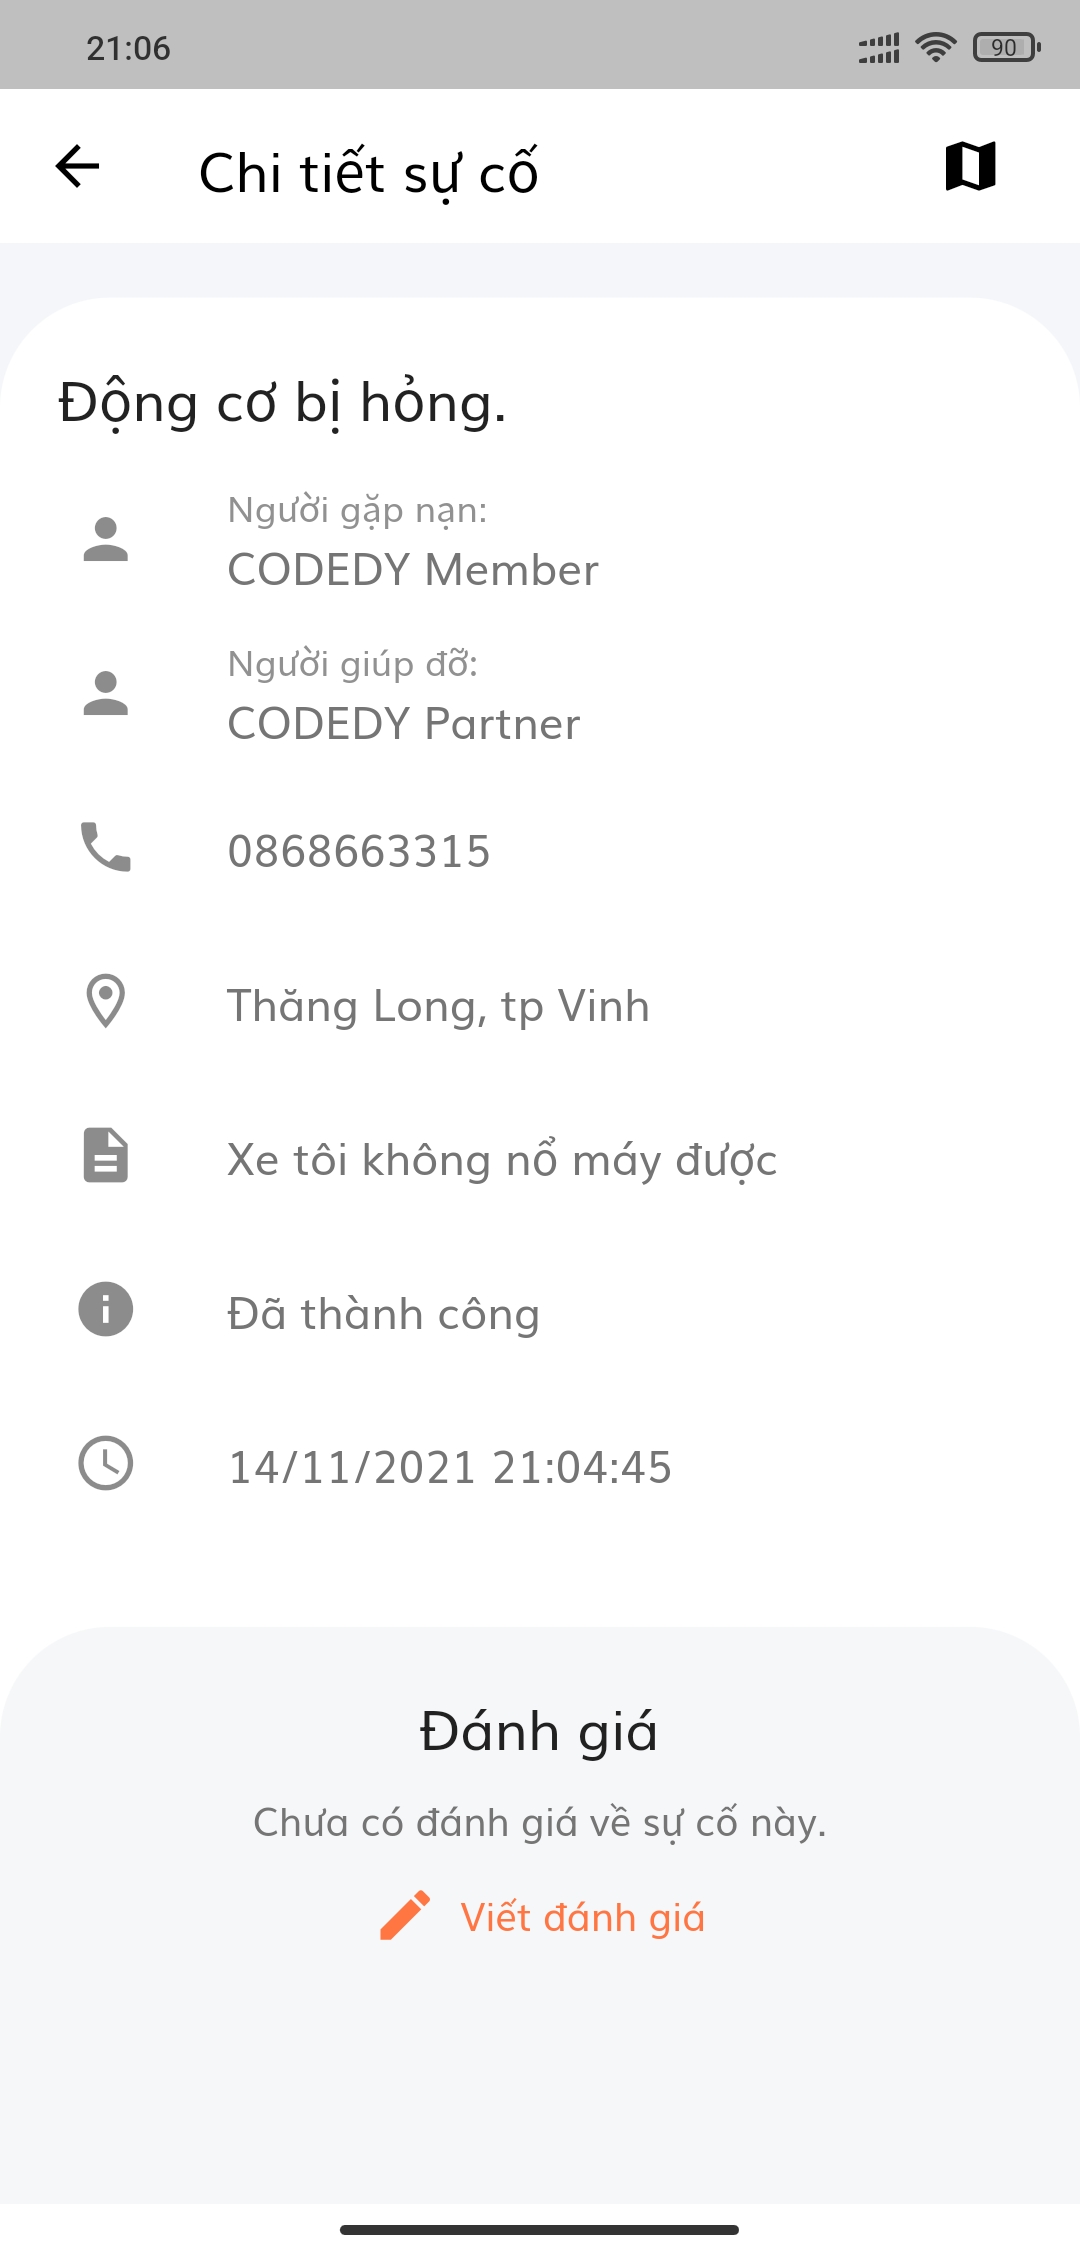 21:06
90
Chi tiết sự cố
Động cơ bị hỏng.
Người gặp nạn:
CODEDY Member
Người giúp đỡ:
CODEDY Partner
0868663315
Thăng Long, tp Vinh
Xe tôi không nổ máy được
Đã thành công
14/11/2021 21:04:45
Đánh giá
Chưa có đánh giá về sự cố này.
Viết đánh giá